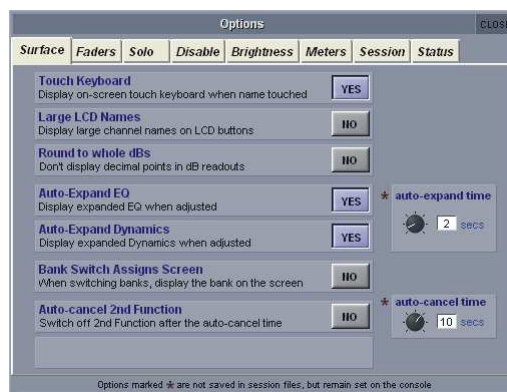 Options
CLOSE
Surface Faders Solo Disable Brightness Meters Session Status
Touch Keyboard
Display on-screen touch keyboard when name touched
YES
Large LCD Names
Display large channel names on LCD buttons
NO
Round to whole dBs
Don't display decimal points in dB readouts
NO
Auto-Expand EQ
Display expanded EQ when adjusted
YES
* auto-expand time
2 secs
Auto-Expand Dynamics
Display expanded Dynamics when adjusted
YES
Bank Switch Assigns Screen
When switching banks, display the bank on the screen
NO
Auto-cancel 2nd Function
Switch off 2nd Function after the auto-cancel time
NO
* auto-cancel time
10 secs
Options marked * are not saved in session files, but remain set on the console